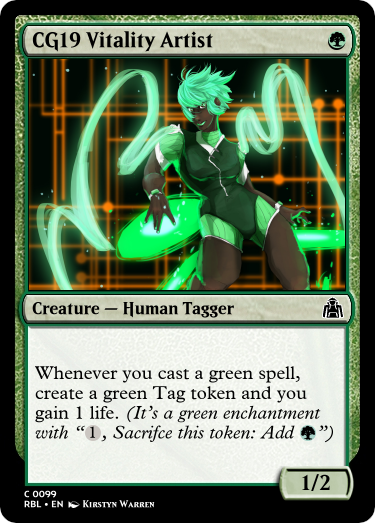 CG19 Vitality Artist
Creature — Human Tagger
Whenever you cast a green spell,
create a green Tag token and you
gain 1 life. (It's a green enchantment
with “1, Sacrifce this token: Add ”)
1/2
C 0099
RBL • EN Kirstyn Warren